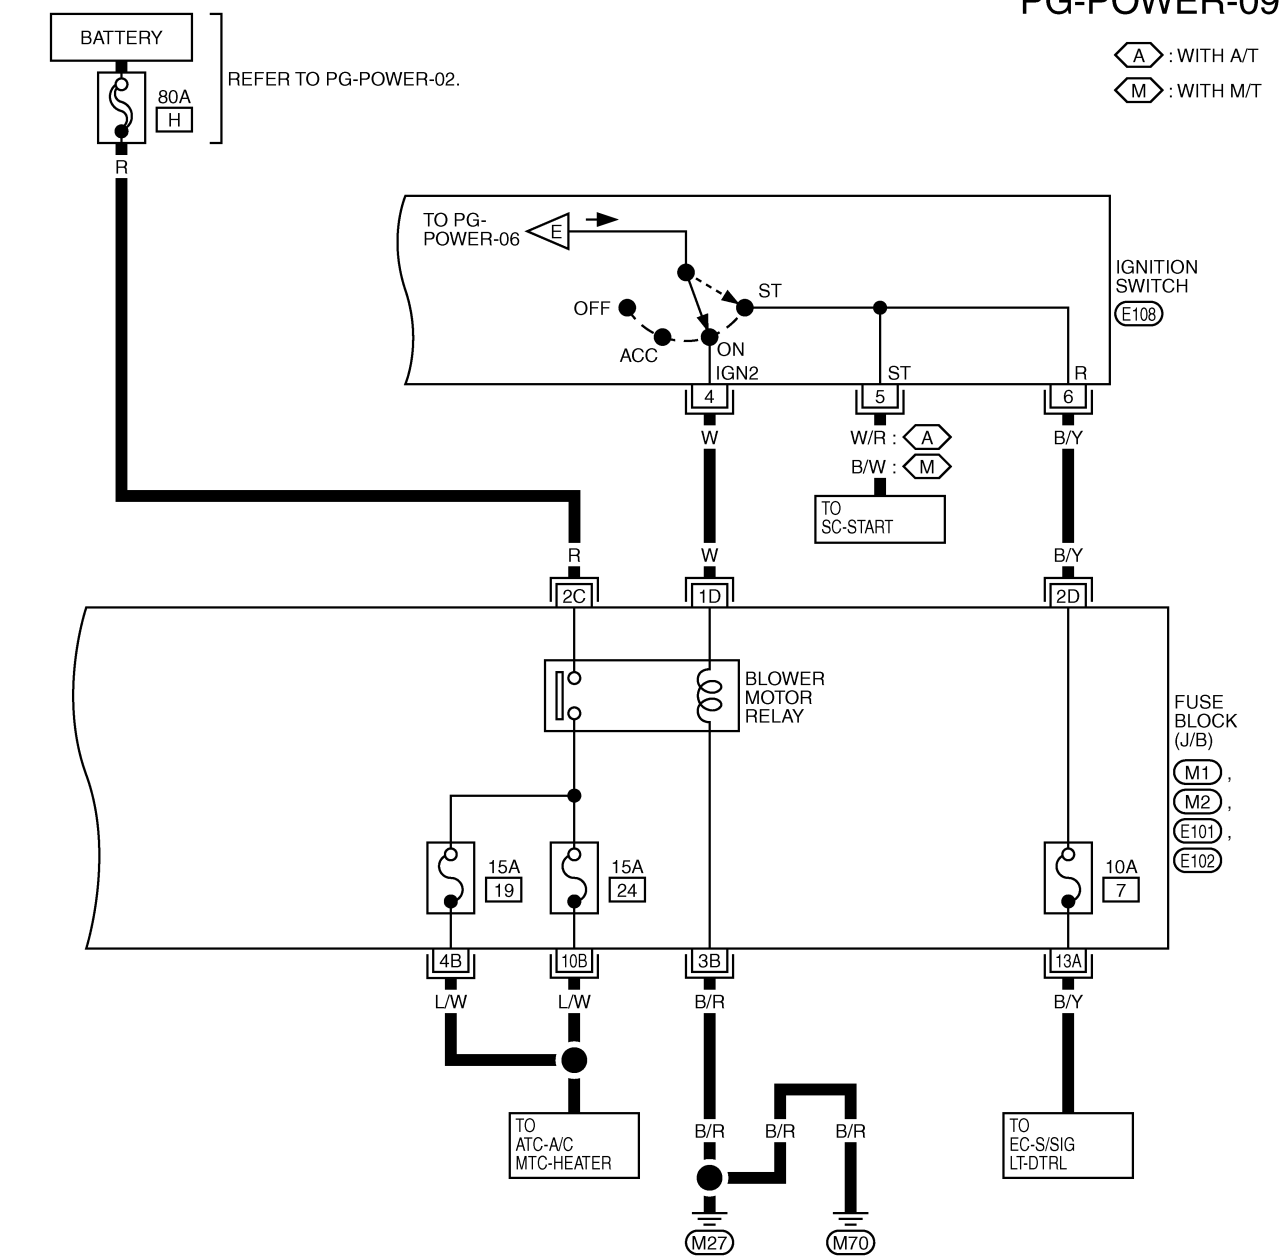 PG-POWER-09
BATTERY
80A
H
REFER TO PG-POWER-02.
A : WITH A/T
M : WITH M/T
R
TO PG-
POWER-06
E
OFF
ACC
ON
ST
IGN2
ST
R
IGNITION
SWITCH
E108
4
5
6
W
W/R : A
B/W : M
B/Y
TO
SC-START
R
W
B/Y
2C
1D
2D
BLOWER
MOTOR
RELAY
FUSE
BLOCK
(J/B)
M1 ,
M2 ,
E101 ,
E102
15A
19
15A
24
10A
7
4B
10B
3B
13A
L/W
L/W
B/R
B/Y
B/R
B/R
B/R
TO
ATC-A/C
MTC-HEATER
TO
EC-S/SIG
LT-DTRL
M27
M70